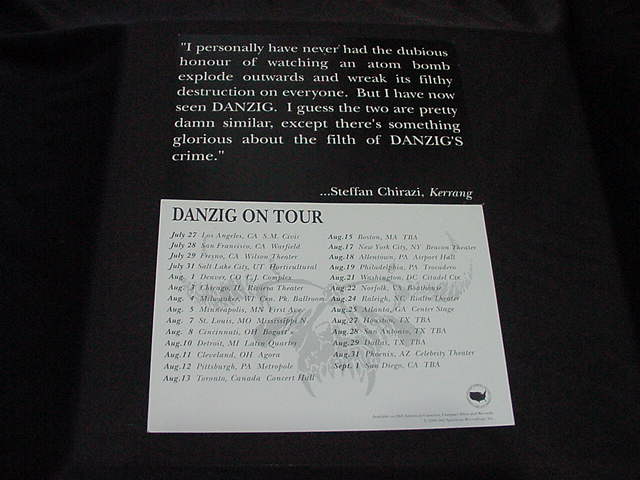 "I personally have never had the dubious
honour of watching an atom bomb
explode outwards and wreak its filthy
destruction on everyone. But I have now
seen DANZIG. I guess the two are pretty
damn similar, except there's something
glorious about the filth of DANZIG'S
crime."
...Steffan Chirazi, Kerrang
DANZIG ON TOUR
July 27 Los Angeles, CA S.M. Civic
July 28 San Francisco, CA Warfield
July 29 Fresno, CA Wilson Theater
July 31 Salt Lake City, UT Horticultural
Aug. 1 Denver, CO C.J. Complex
Aug. 3 Chicago, IL Riviera Theater
Aug. 4 Milwaukee, WI Cen. Pk. Ballroom
Aug. 5 Minneapolis, MN First Ave.
Aug. 7 St. Louis, MO Mississippi N.
Aug. 8 Cincinnati, OH Bogart's
Aug.10 Detroit, MI Latin Quarter
Aug.11 Cleveland, OH Agora
Aug.12 Pittsburgh, PA Metropole
Aug.13 Toronto, Canada Concert Hall
Aug.15 Boston, MA TBA
Aug.17 New York City, NY Beacon Theater
Aug.18 Allentown, PA Airport Hall
Aug.19 Philadelphia, PA Trocadero
Aug.21 Washington, DC Citadel Ctr.
Aug.22 Norfolk, VA Boathouse
Aug.24 Raleigh, NC Rialto Theater
Aug.25 Atlanta, GA Center Stage
Aug.27 Houston, TX TBA
Aug.28 San Antonio, TX TBA
Aug.29 Dallas, TX TBA
Aug.31 Phoenix, AZ Celebrity Theater
Sept. 1 San Diego, CA TBA